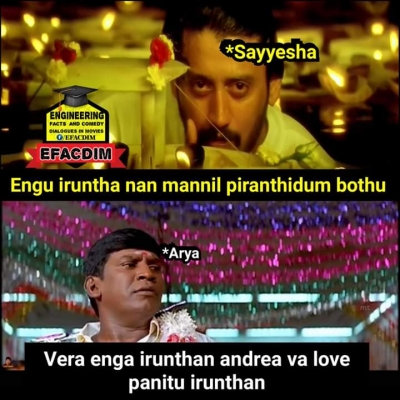 *Sayyesha
ENGINEERING
FACTS AND COMEDY
DIALOGUES IN MOVIES
/EFACDIM
EFACDIM
Engu iruntha nan mannil piranthidum bothu
*Arya
Vera enga irunthan andrea va love
panitu irunthan